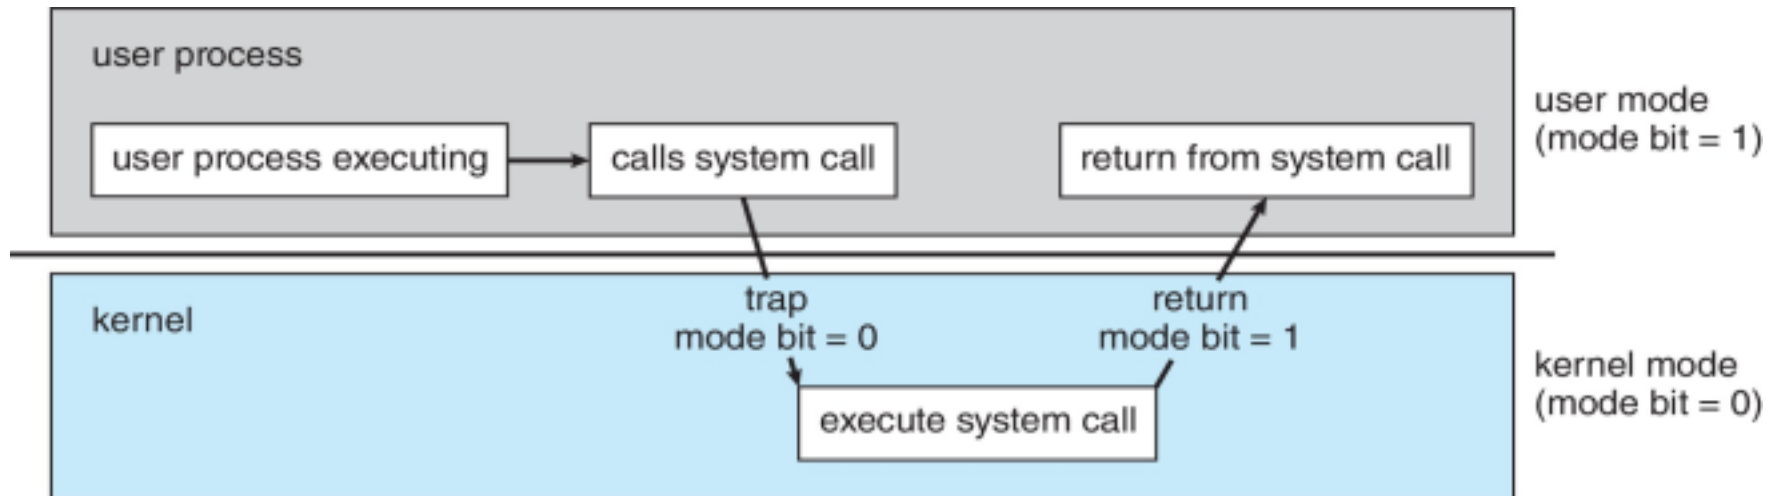 user process
user process executing
calls system call
return from system call
user mode
(mode bit = 1)
trap
mode bit = 0
return
mode bit = 1
kernel
execute system call
kernel mode
(mode bit = 0)